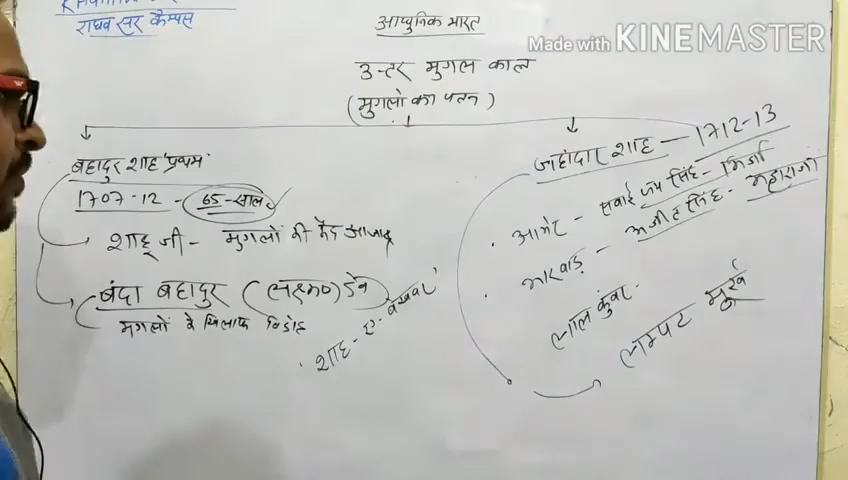 राघव सर कैम्पस
आधुनिक भारत
Made with KINEMASTER
उत्तर मुगल काल
(मुगलों का पतन)
बहादुर शाह प्रथम
1707-12 - 65-साल
शाहू जी - मुगलों की कैद आजाद
बंदा बहादुर (लक्ष्मण) देव
मुगलों के खिलाफ विद्रोह
शाह-ए-बेखबर
जहांदार शाह - 1712-13
आमेर - सवाई जय सिंह - मिर्जा
मारवाड़ - अजीत सिंह - महाराजा
लाल कुंवर
लम्पट मूर्ख